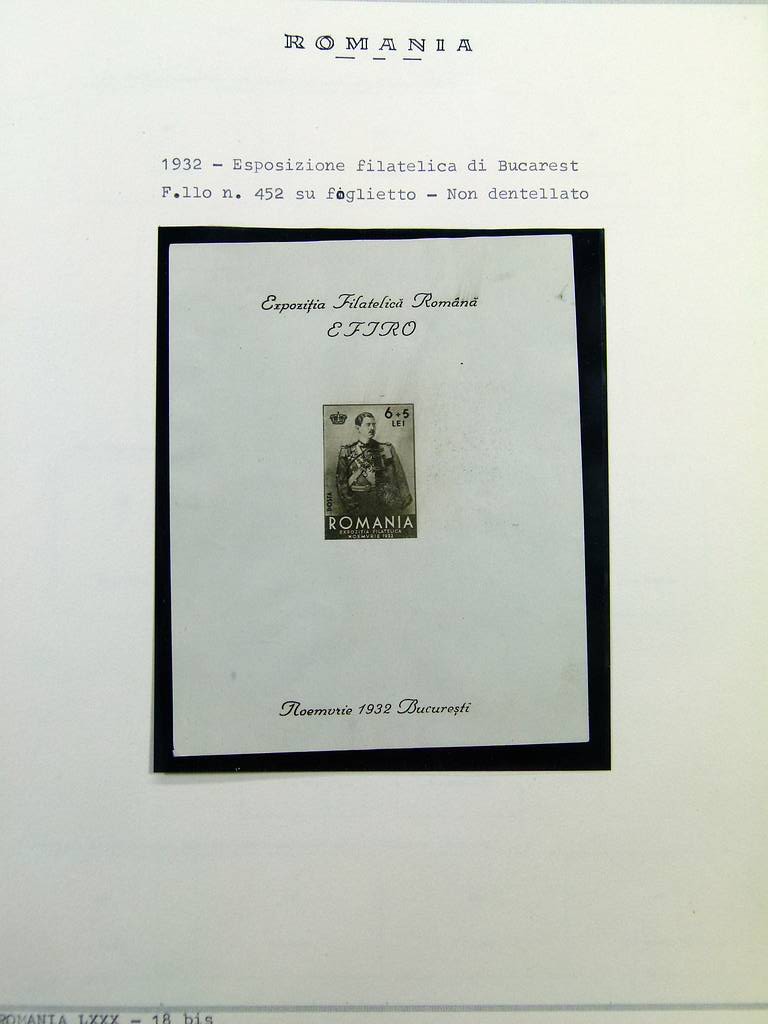 ROMANIA
1932 — Esposizione filatelica di Bucarest
F.llo n. 452 su foglietto — Non dentellato
Expoziția Filatelică Română
EFIRO
6+5
LEI
POSTA
ROMANIA
EXPOZIȚIA FILATELICA
NOEMVRIE 1932
Noemvrie 1932 București
ROMANIA LXXX — 18 bis